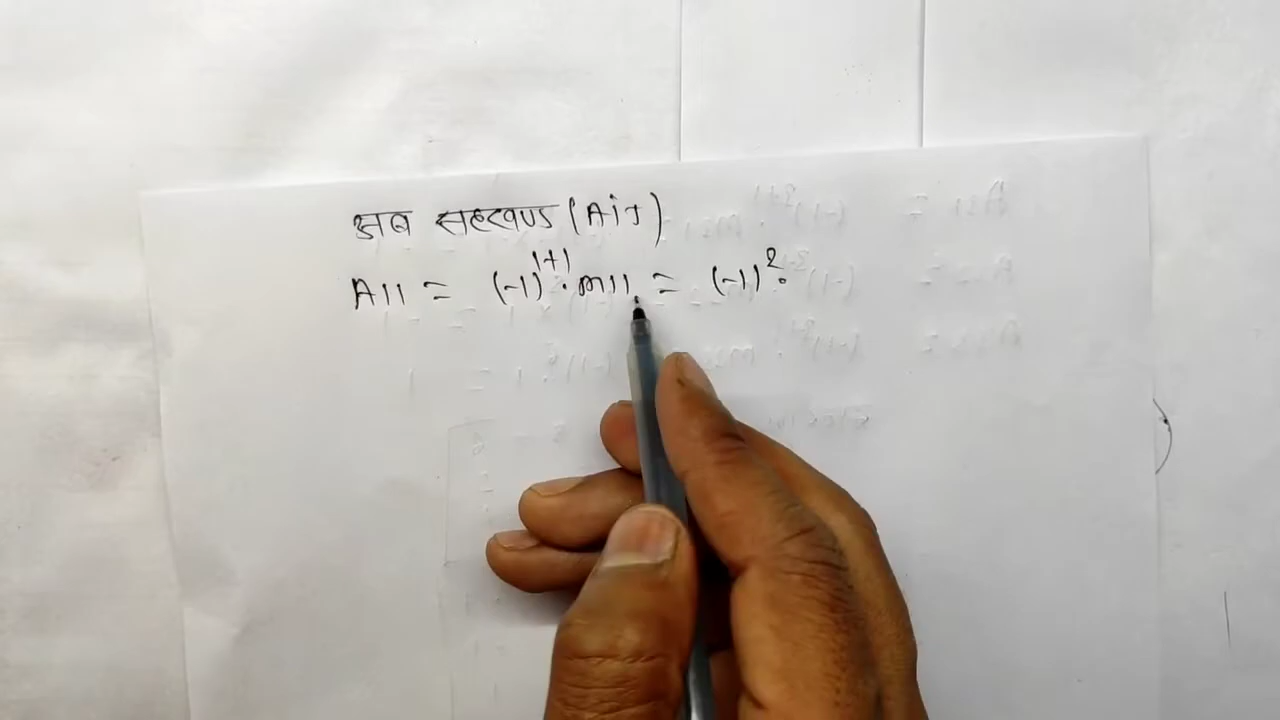 अब सहखण्ड (Aij)
A11 = (-1)¹⁺¹ · m11 = (-1)² ·